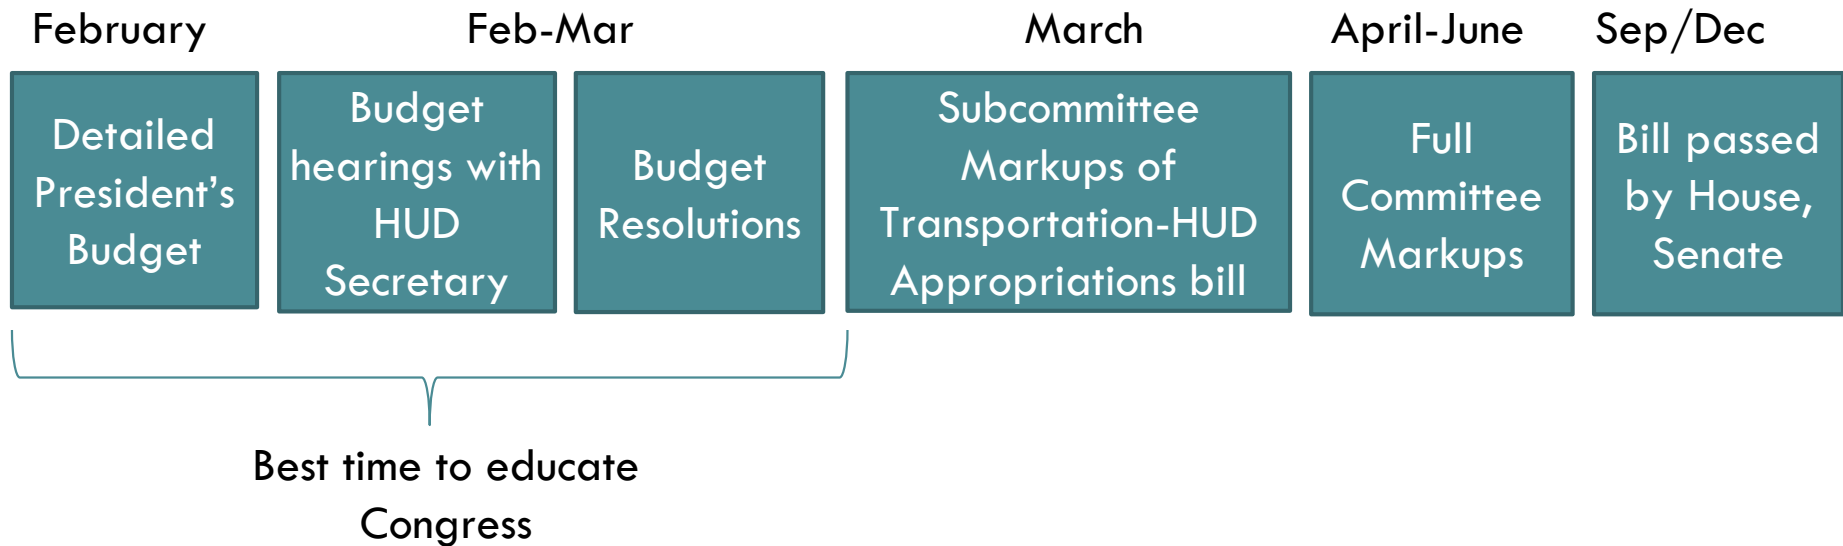 February
Feb-Mar
March
April-June
Sep/Dec
Detailed
President’s
Budget
Budget
hearings with
HUD
Secretary
Budget
Resolutions
Subcommittee
Markups of
Transportation-HUD
Appropriations bill
Full
Committee
Markups
Bill passed
by House,
Senate
Best time to educate
Congress